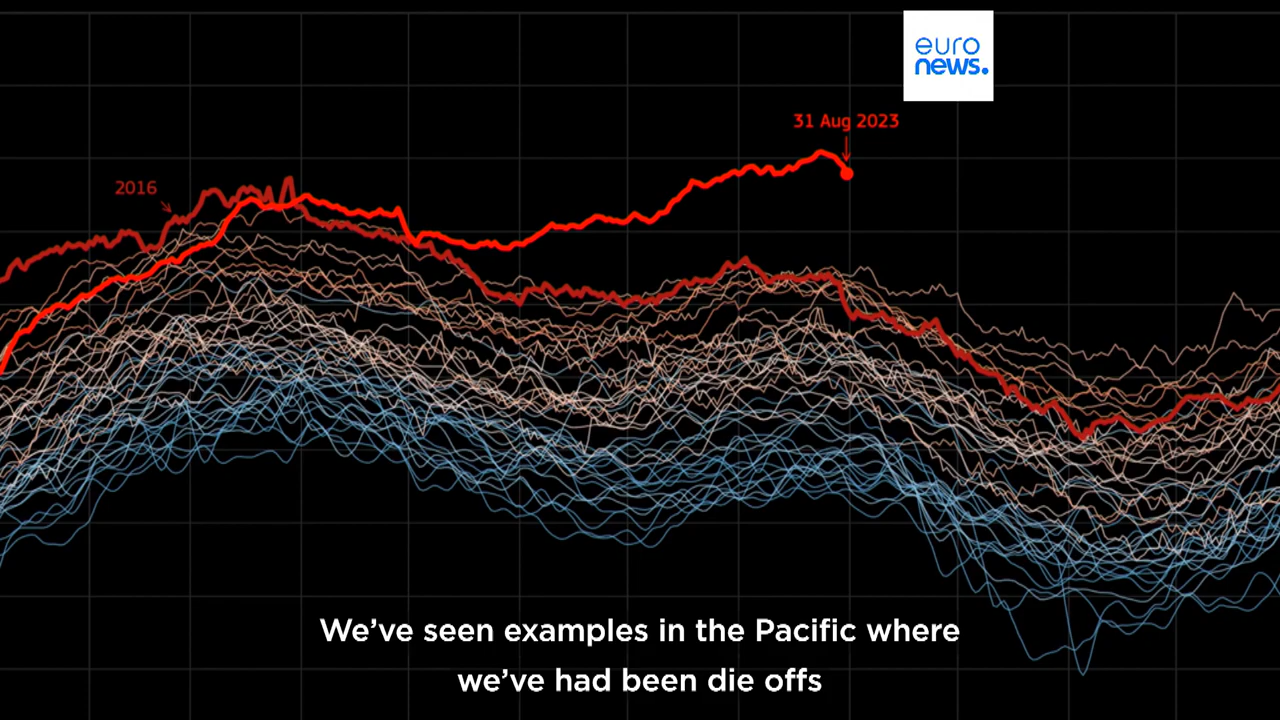 euro
news.
31 Aug 2023
2016
We've seen examples in the Pacific where
we've had been die offs